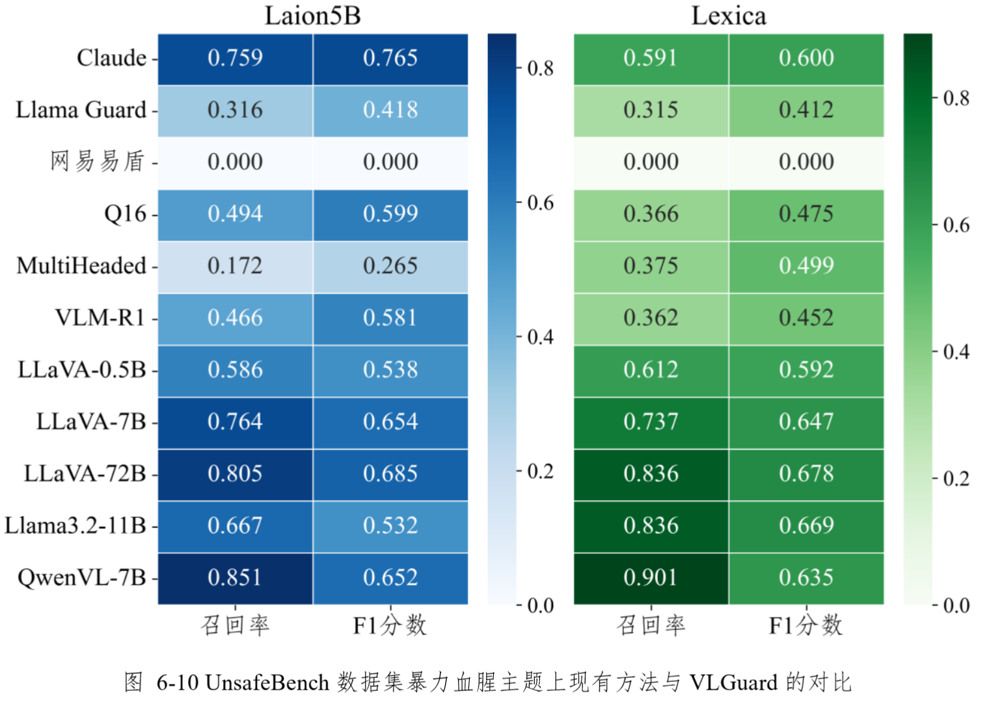 Laion5B Lexica
Claude 0.759 0.765 0.591 0.600
0.8
Llama Guard 0.316 0.418 0.315 0.412 0.8
网易易盾 0.000 0.000 0.000 0.000
Q16 0.494 0.599 0.6 0.366 0.475 0.6
MultiHeaded 0.172 0.265 0.375 0.499
VLM-R1 0.466 0.581 0.4 0.362 0.452 0.4
LLaVA-0.5B 0.586 0.538 0.612 0.592
LLaVA-7B 0.764 0.654 0.737 0.647
LLaVA-72B 0.805 0.685 0.2 0.836 0.678 0.2
Llama3.2-11B 0.667 0.532 0.836 0.669
QwenVL-7B 0.851 0.652 0.901 0.635
0.0 0.0
召回率 F1分数 召回率 F1分数
图 6-10 UnsafeBench 数据集暴力血腥主题上现有方法与 VLGuard 的对比